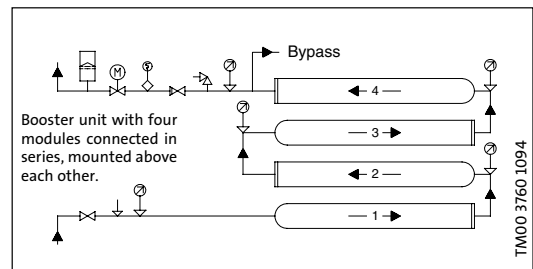 Bypass
M
4
Booster unit with four
modules connected in
series, mounted above
each other.
3
2
1
TM00 3760 1094